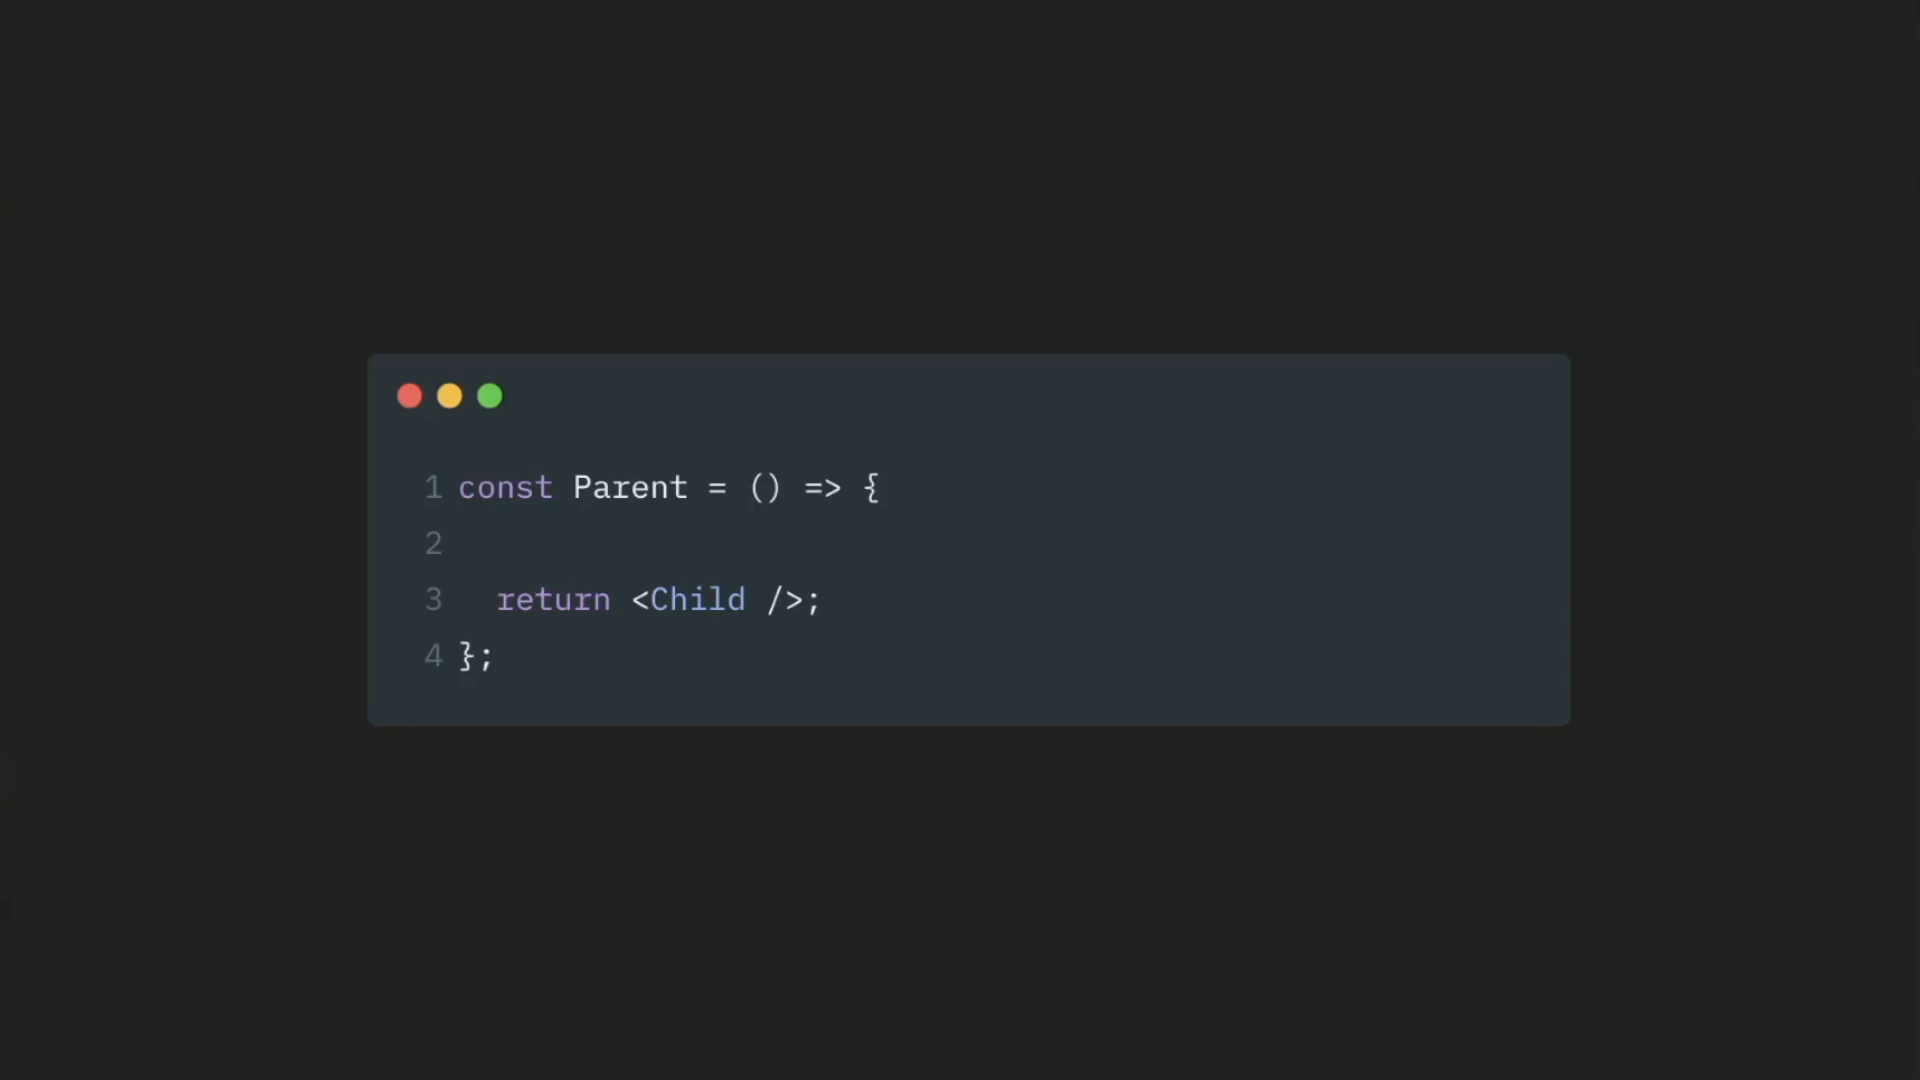 1 const Parent = () => {
2
3 return <Child />;
4 };